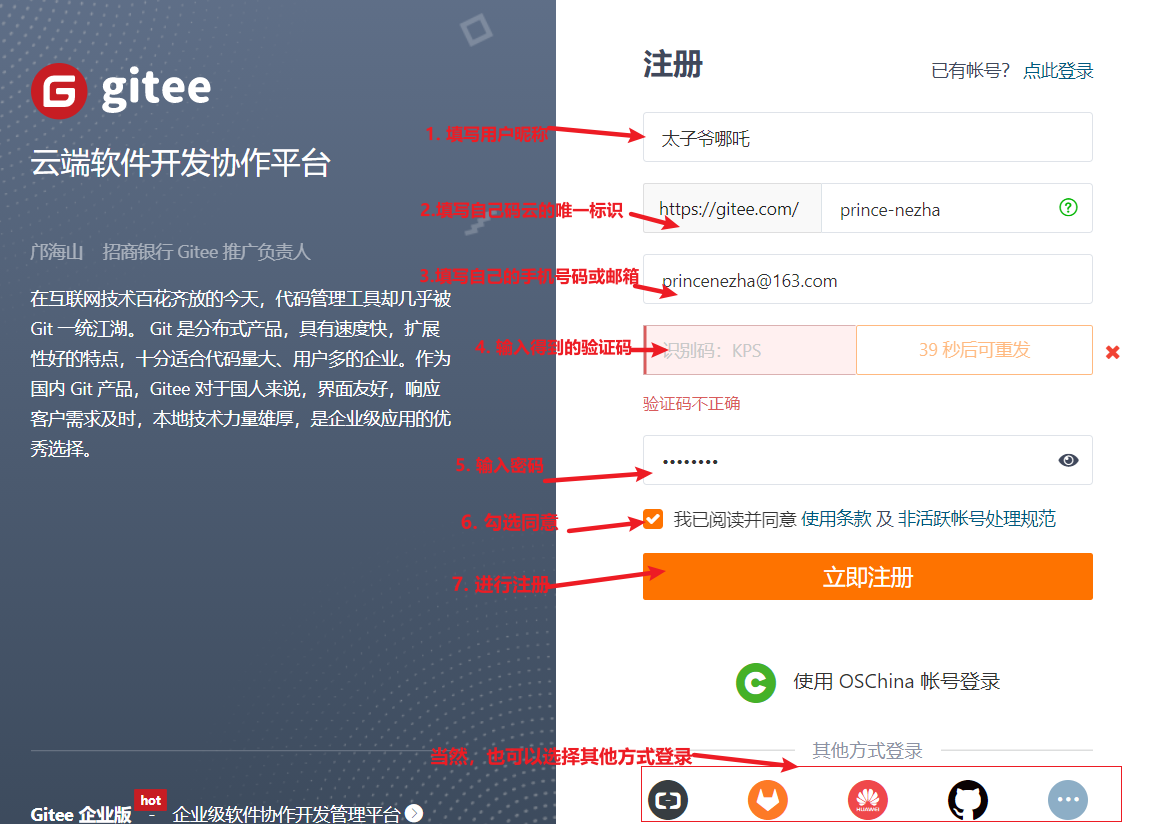 gitee
云端软件开发协作平台
邝海山 招商银行 Gitee 推广负责人
在互联网技术百花齐放的今天，代码管理工具却几乎被
Git 一统江湖。 Git 是分布式产品，具有速度快，扩展
性好的特点，十分适合代码量大、用户多的企业。作为
国内 Git 产品，Gitee 对于国人来说，界面友好，响应
客户需求及时，本地技术力量雄厚，是企业级应用的优
秀选择。
Gitee 企业版 hot - 企业级软件协作开发管理平台
注册
已有帐号？ 点此登录
1. 填写用户昵称
太子爷哪吒
2.填写自己码云的唯一标识
https://gitee.com/
prince-nezha
3.填写自己的手机号码或邮箱
princenezha@163.com
4. 输入得到的验证码
识别码：KPS
39 秒后可重发
验证码不正确
5. 输入密码
6. 勾选同意
我已阅读并同意 使用条款 及 非活跃帐号处理规范
7. 进行注册
立即注册
使用 OSChina 帐号登录
当然，也可以选择其他方式登录
其他方式登录
HUAWEI